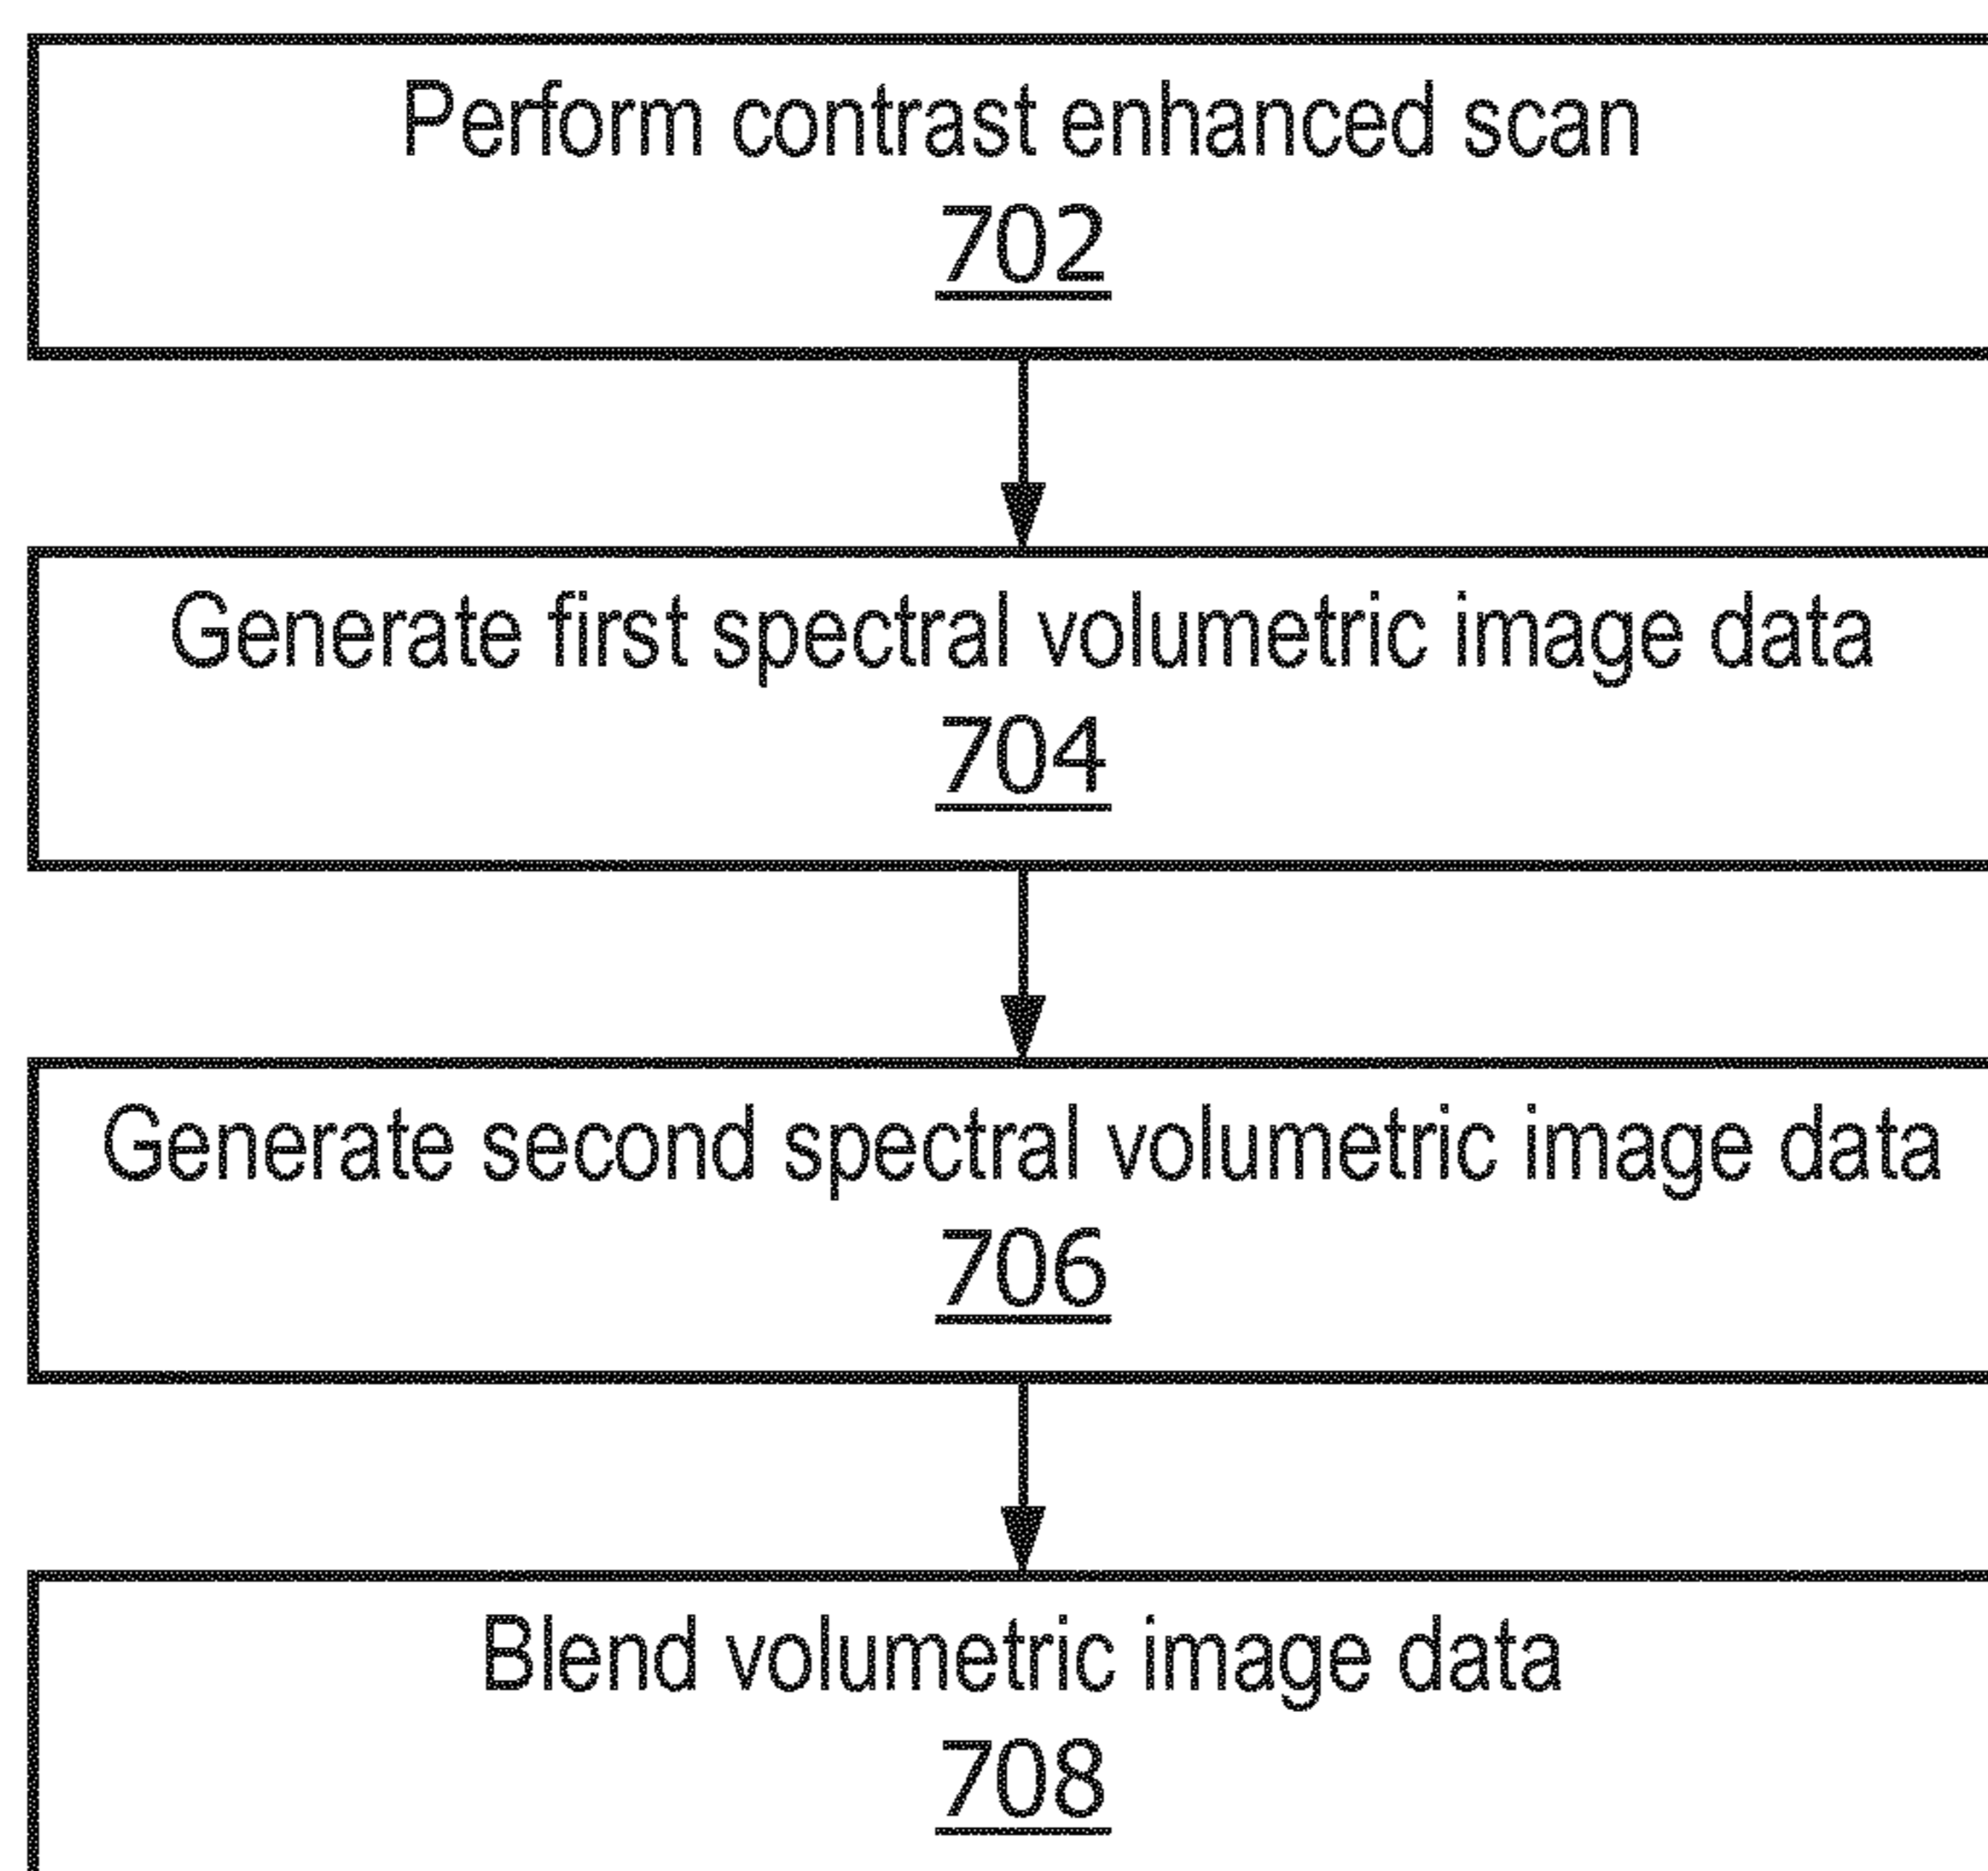 Perform contrast enhanced scan
702
Generate first spectral volumetric image data
704
Generate second spectral volumetric image data
706
Blend volumetric image data
708